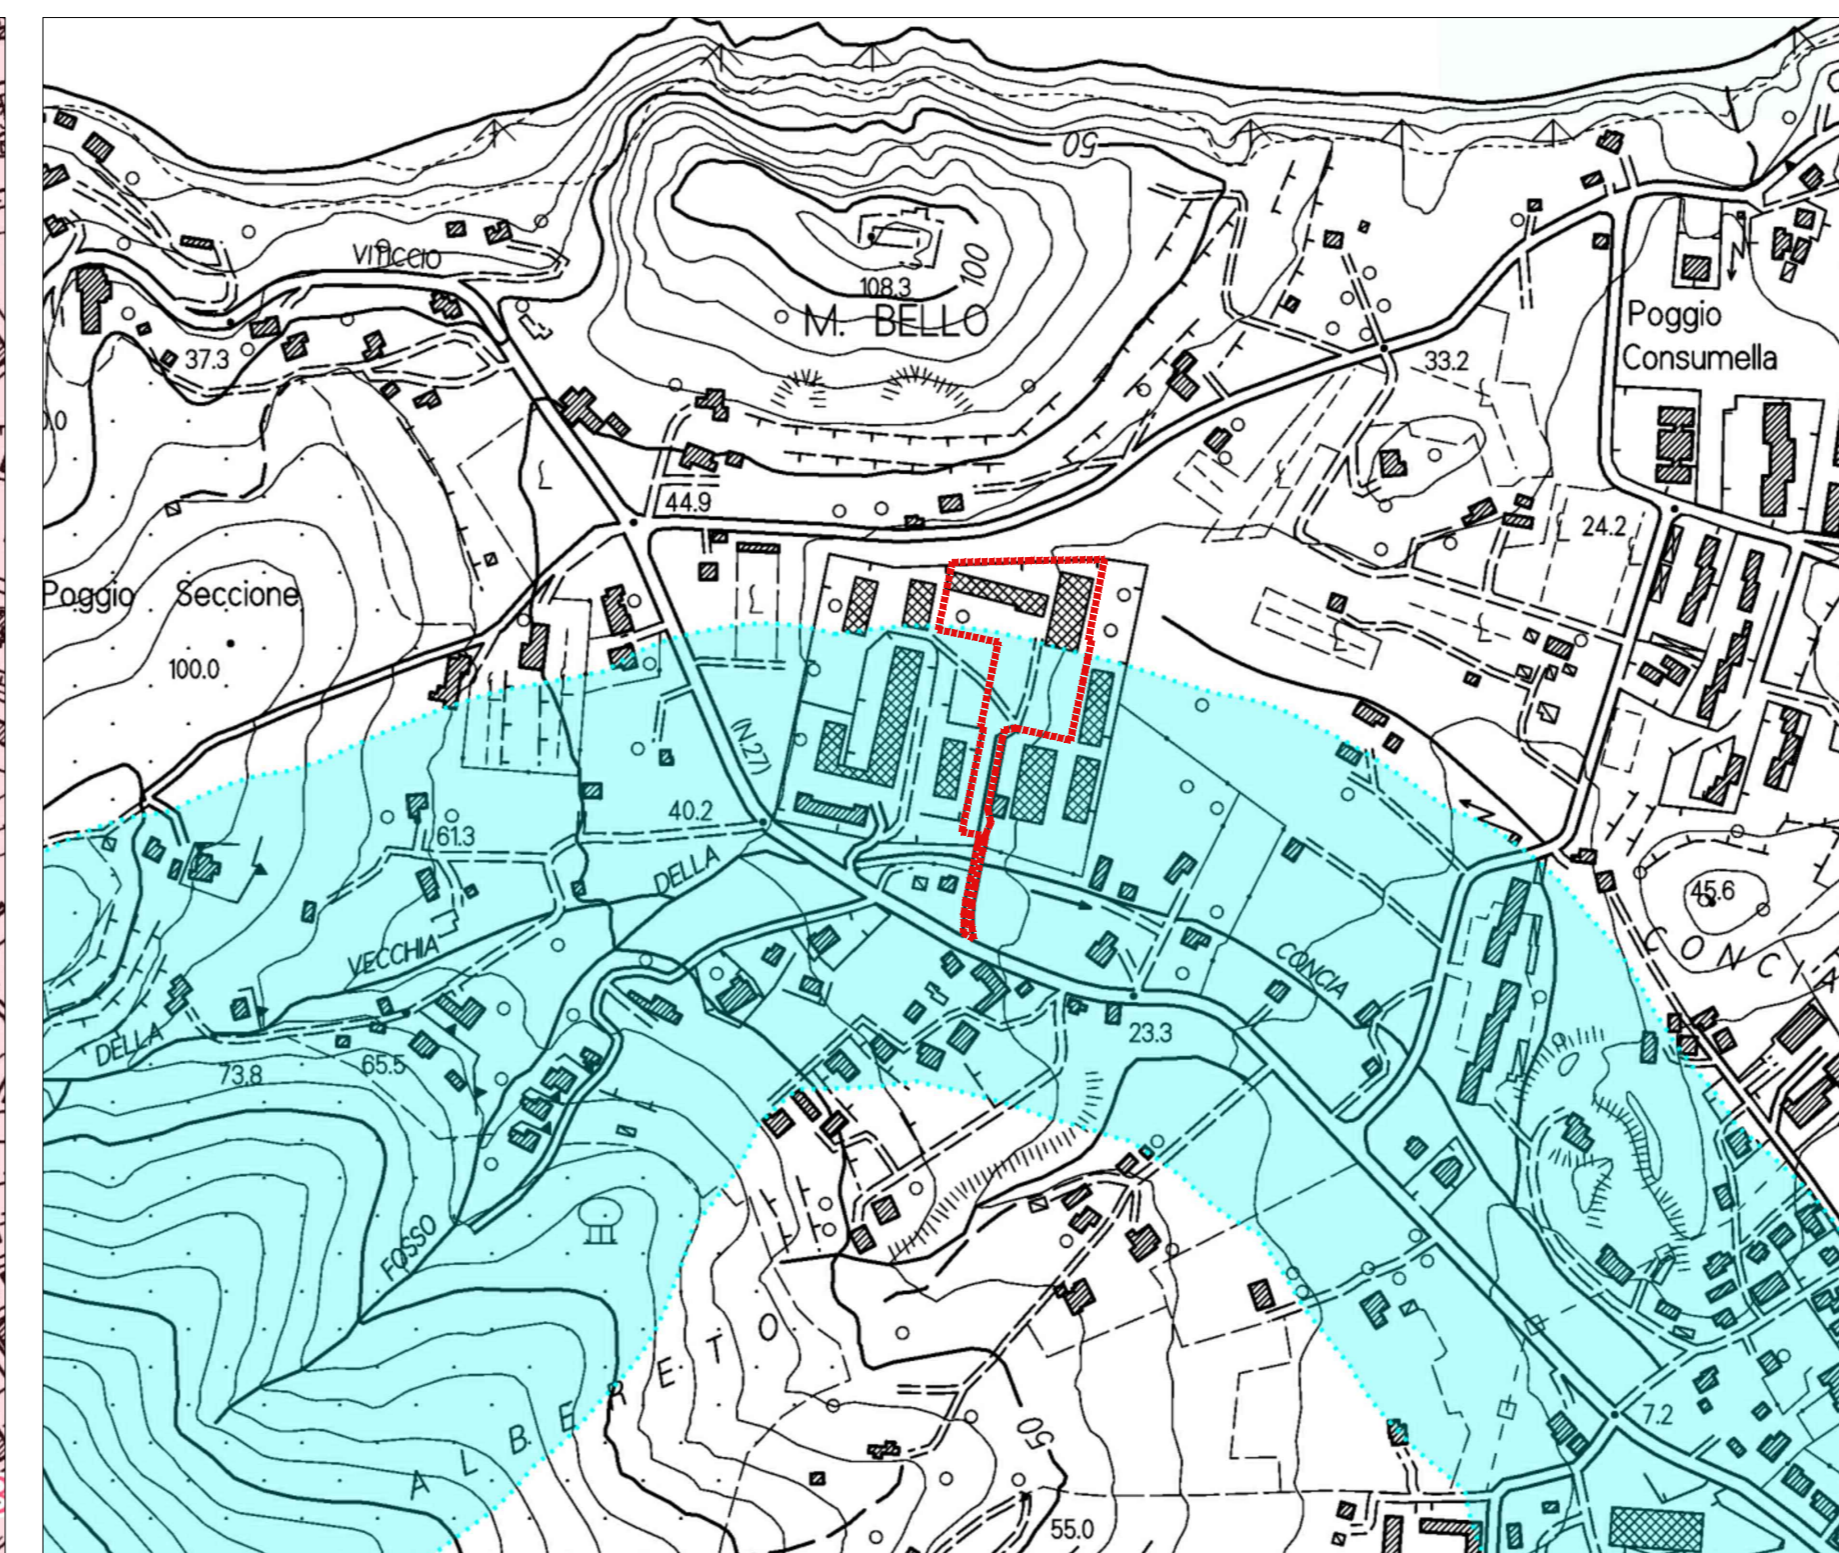 50
VITICCIO
100
108.3
M. BELLO
Poggio
Consumella
37.3
33.2
44.9
24.2
Poggio Seccione
100.0
(N.27)
40.2
61.3
DELLA
45.6
VECCHIA
CONCIA
CONCIA
DELLA
23.3
73.8
65.5
FOSSO
ALBERETO
50
7.2
55.0